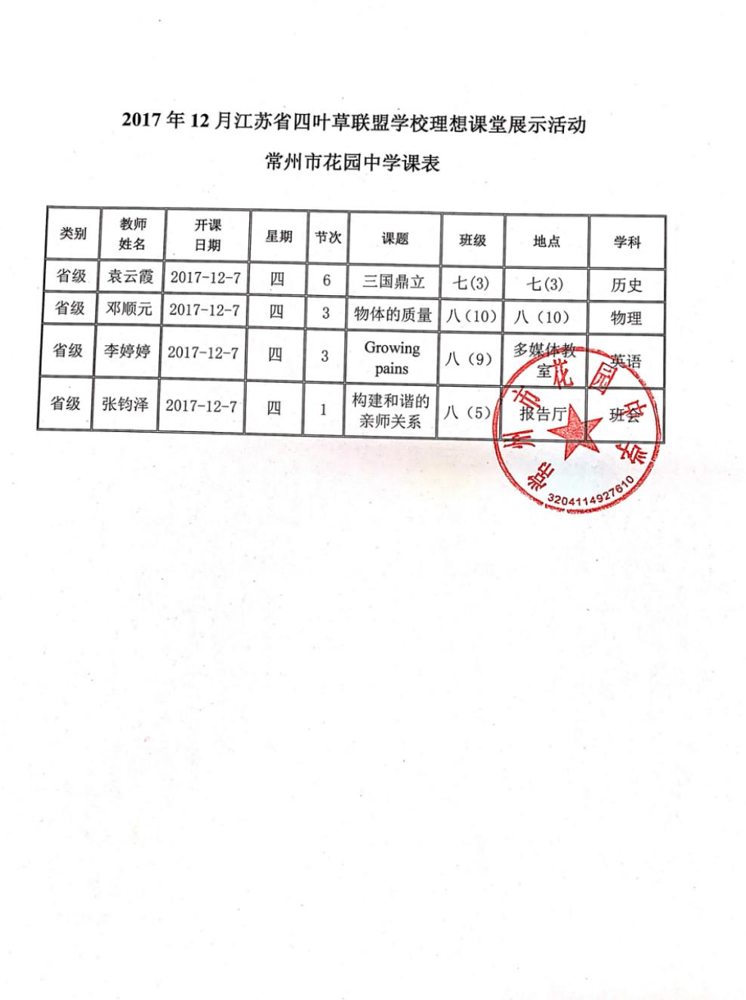 2017 年 12 月江苏省四叶草联盟学校理想课堂展示活动
常州市花园中学课表
类别 教师姓名 开课日期 星期 节次 课题 班级 地点 学科
省级 袁云霞 2017-12-7 四 6 三国鼎立 七(3) 七(3) 历史
省级 邓顺元 2017-12-7 四 3 物体的质量 八（10） 八（10） 物理
省级 李婷婷 2017-12-7 四 3 Growing pains 八（9） 多媒体教室 英语
省级 张钧泽 2017-12-7 四 1 构建和谐的亲师关系 八（5） 报告厅 班会
常州市花园中学
3204114927610